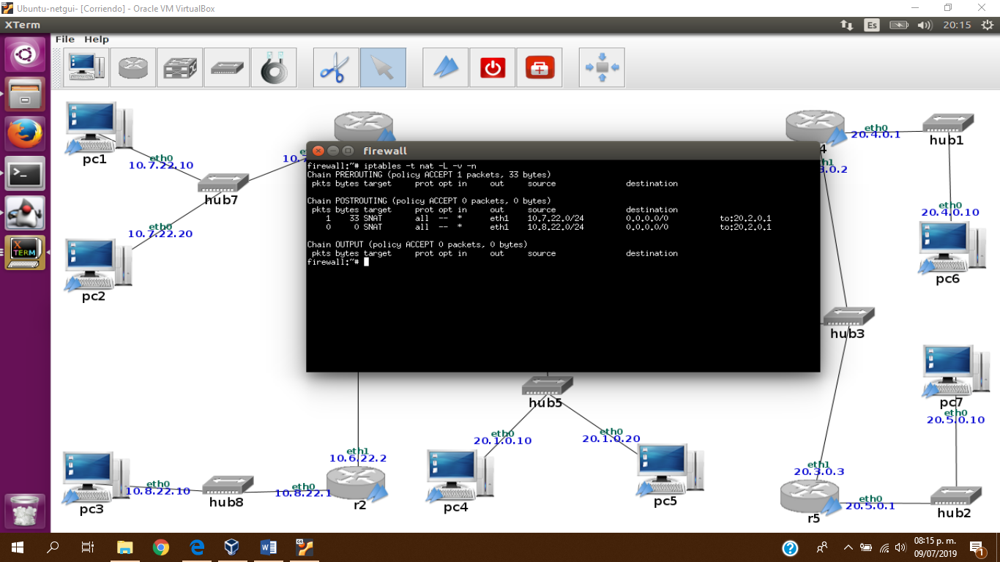 Ubuntu-netgui- [Corriendo] - Oracle VM VirtualBox
XTerm
Es
20:15
File Help
pc1
eth0
10.7.22.10
hub7
eth0
10.7.22.20
pc2
4
eth0
20.4.0.1
hub1
20.4.0.10
eth0
pc6
firewall
firewall:~# iptables -t nat -L -v -n
Chain PREROUTING (policy ACCEPT 1 packets, 33 bytes)
pkts bytes target prot opt in out source destination
Chain POSTROUTING (policy ACCEPT 0 packets, 0 bytes)
pkts bytes target prot opt in out source destination
1 33 SNAT all -- * eth1 10.7.22.0/24 0.0.0.0/0 to:20.2.0.1
0 0 SNAT all -- * eth1 10.8.22.0/24 0.0.0.0/0 to:20.2.0.1
Chain OUTPUT (policy ACCEPT 0 packets, 0 bytes)
pkts bytes target prot opt in out source destination
firewall:~#
XTERM
hub3
hub5
pc7
eth0
20.5.0.10
eth0
20.1.0.10
eth0
20.1.0.20
pc4
pc5
eth1
10.6.22.2
eth0
10.8.22.10
hub8
eth0
10.8.22.1
r2
pc3
eth1
20.3.0.3
r5
eth0
20.5.0.1
hub2
08:15 p. m.
09/07/2019
1